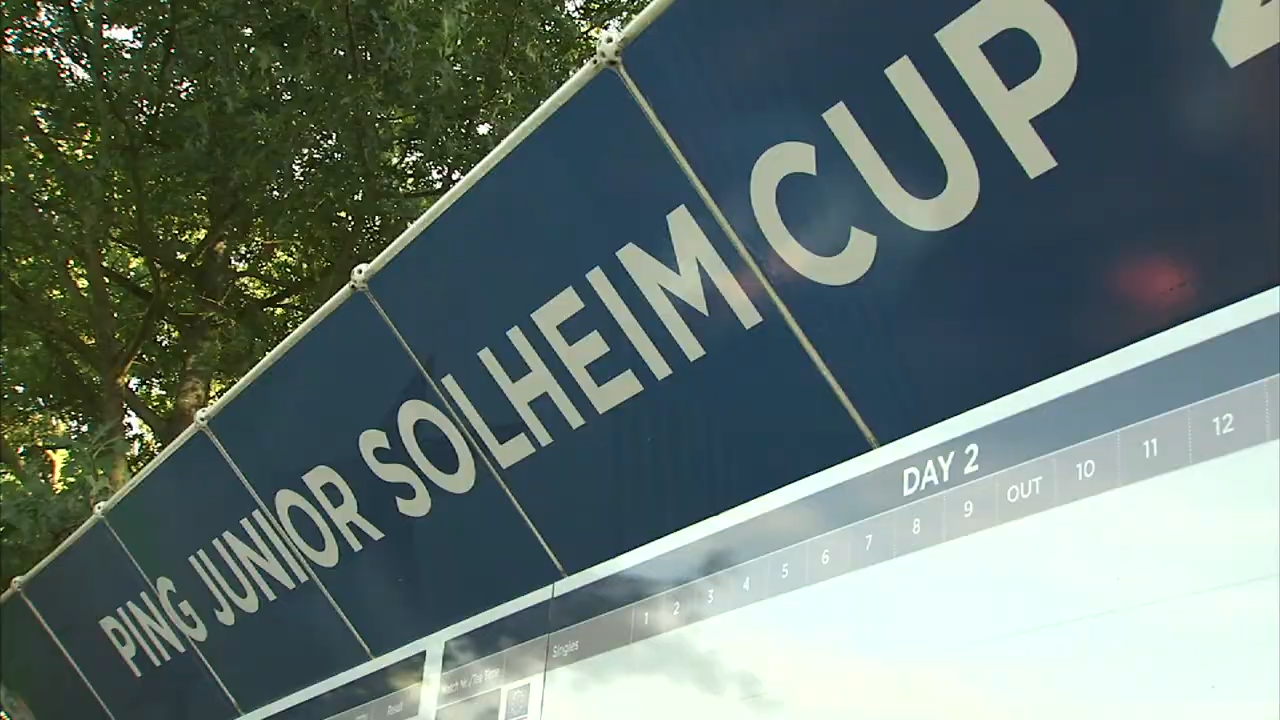 PING JUNIOR SOLHEIM CUP
DAY 2
1 2 3 4 5 6 7 8 9 OUT 10 11 12
Singles
Result